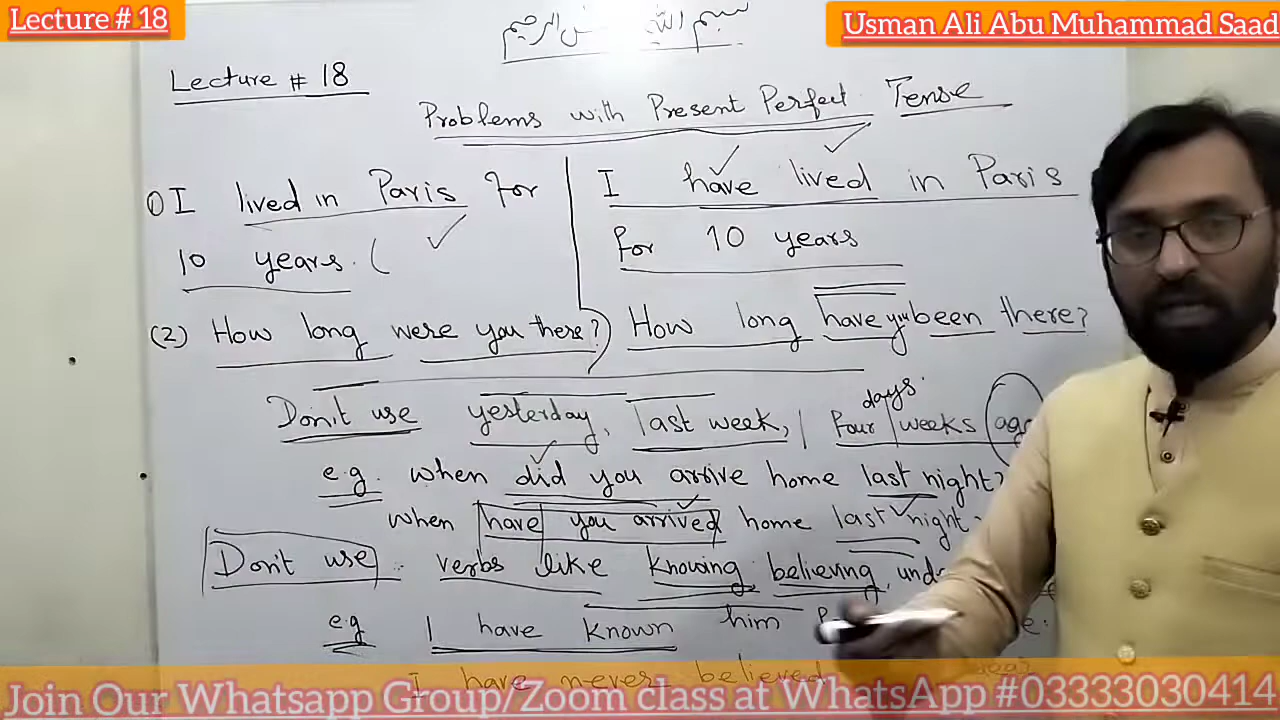 Lecture # 18
Usman Ali Abu Muhammad Saad
بسم اللہ الرحیم
Lecture # 18
Problems with Present Perfect Tense
① I lived in Paris for
10 years. (
I have lived in Paris
for 10 years
(2) How long were you there?
How long have you been there?
Don't use yesterday, last week, | four days | weeks ago
e.g. when did you arrive home last night?
when have you arrived home last night
Don't use verbs like knowing, believing,
e.g I have known him
I have never believed
Join Our Whatsapp Group/Zoom class at WhatsApp #03333030414